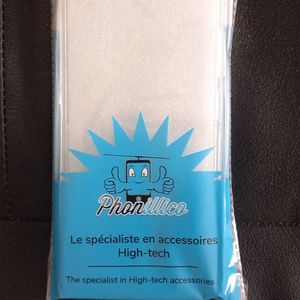 Phonillico
Le spécialiste en accessoires
High-tech
The specialist in High-tech accessories